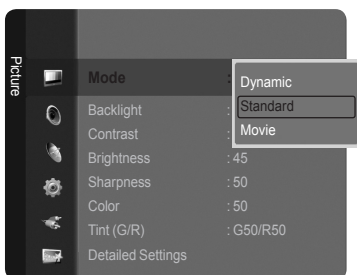 Picture
Mode :
Dynamic
Standard
Movie
Backlight :
Contrast :
Brightness : 45
Sharpness : 50
Color : 50
Tint (G/R) : G50/R50
Detailed Settings